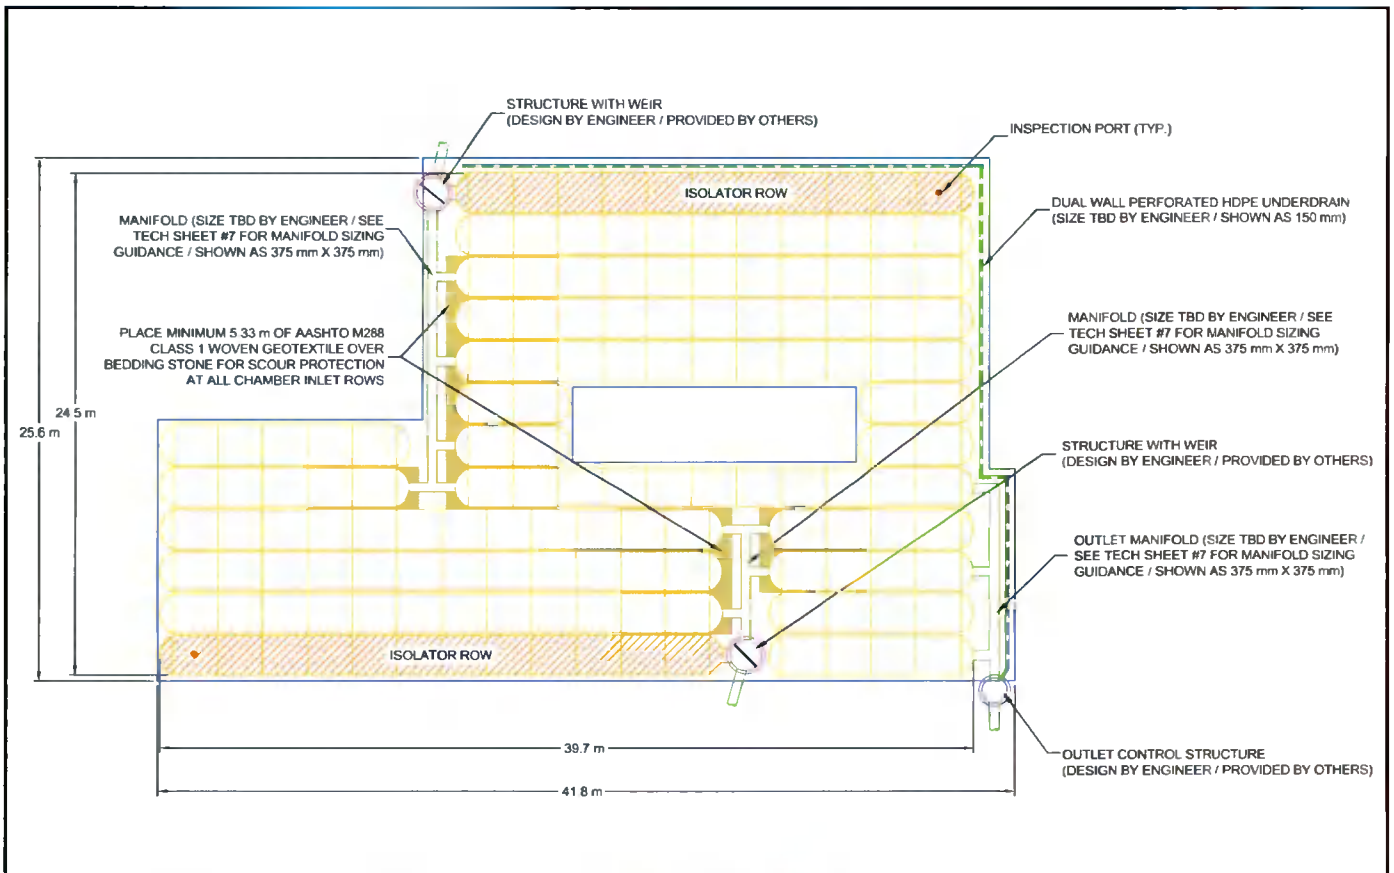 STRUCTURE WITH WEIR
(DESIGN BY ENGINEER / PROVIDED BY OTHERS)
INSPECTION PORT (TYP.)
ISOLATOR ROW
DUAL WALL PERFORATED HDPE UNDERDRAIN
(SIZE TBD BY ENGINEER / SHOWN AS 150 mm)
MANIFOLD (SIZE TBD BY ENGINEER / SEE
TECH SHEET #7 FOR MANIFOLD SIZING
GUIDANCE / SHOWN AS 375 mm X 375 mm)
MANIFOLD (SIZE TBD BY ENGINEER / SEE
TECH SHEET #7 FOR MANIFOLD SIZING
GUIDANCE / SHOWN AS 375 mm X 375 mm)
PLACE MINIMUM 5 33 m OF AASHTO M288
CLASS 1 WOVEN GEOTEXTILE OVER
BEDDING STONE FOR SCOUR PROTECTION
AT ALL CHAMBER INLET ROWS
24 5 m
25.6 m
STRUCTURE WITH WEIR
(DESIGN BY ENGINEER / PROVIDED BY OTHERS)
OUTLET MANIFOLD (SIZE TBD BY ENGINEER /
SEE TECH SHEET #7 FOR MANIFOLD SIZING
GUIDANCE / SHOWN AS 375 mm X 375 mm)
ISOLATOR ROW
39.7 m
OUTLET CONTROL STRUCTURE
(DESIGN BY ENGINEER / PROVIDED BY OTHERS)
41 8 m